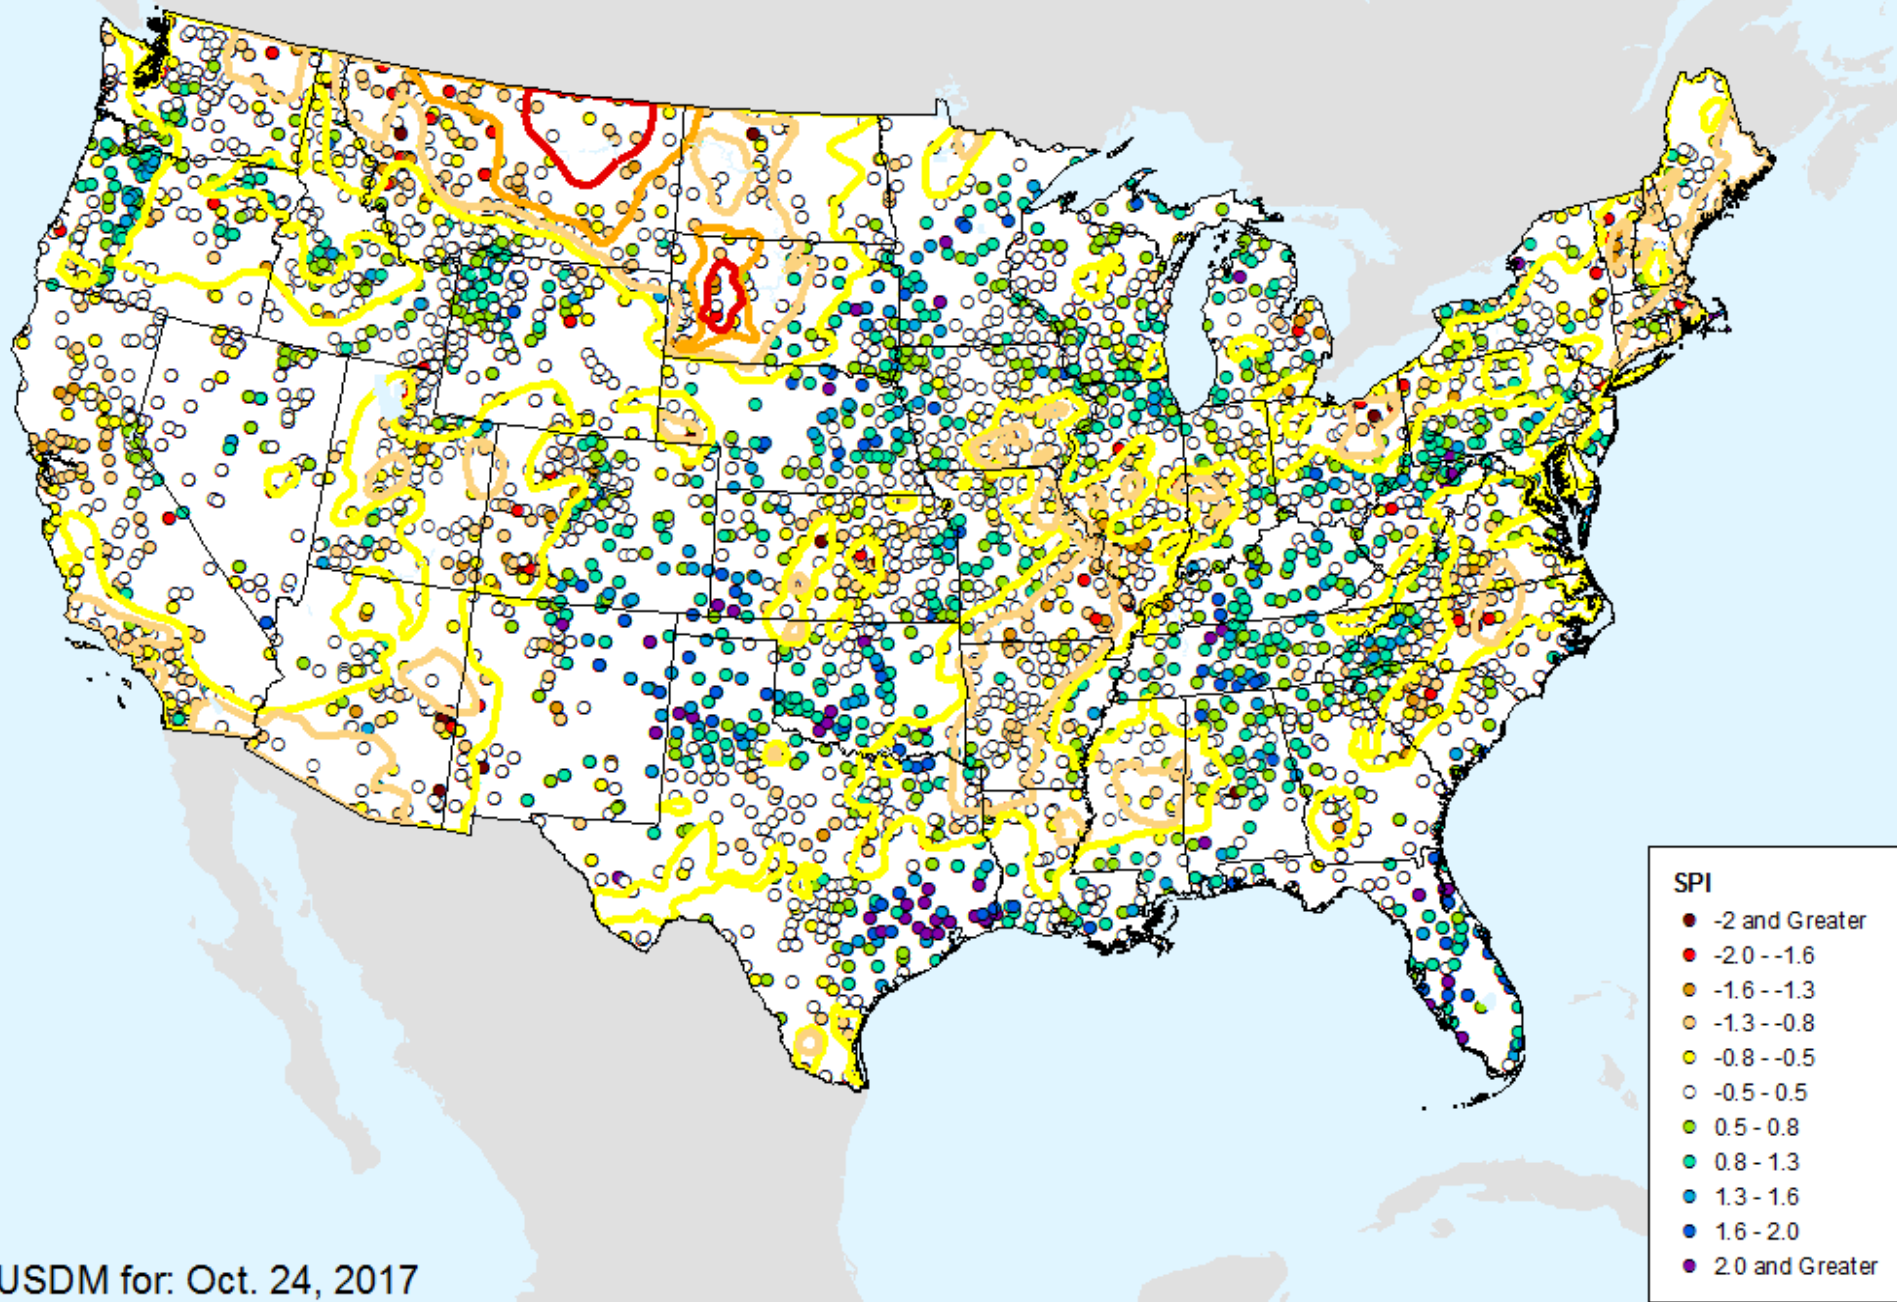 SPI
-2 and Greater
-2.0 - -1.6
-1.6 - -1.3
-1.3 - -0.8
-0.8 - -0.5
-0.5 - 0.5
0.5 - 0.8
0.8 - 1.3
1.3 - 1.6
1.6 - 2.0
2.0 and Greater
USDM for: Oct. 24, 2017